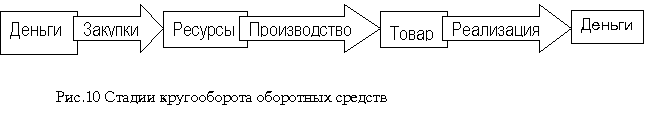 Деньги Закупки Ресурсы Производство Товар Реализация Деньги
Рис.10 Стадии кругооборота оборотных средств